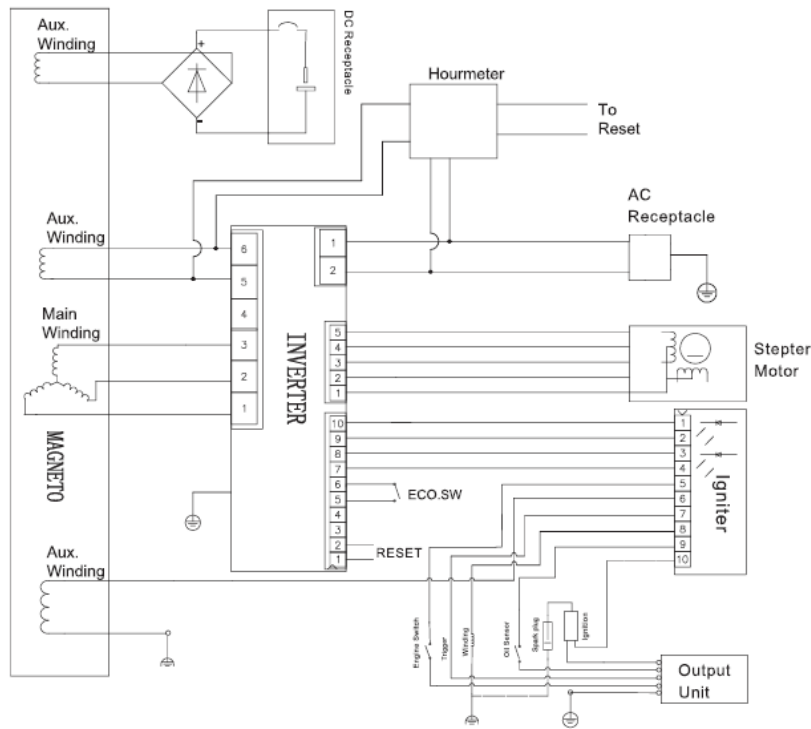 Aux.
Winding
+
-
DC Receptacle
Hourmeter
To
Reset
Aux.
Winding
AC
Receptacle
6
5
4
3
2
1
1
2
Main
Winding
INVERTER
5
4
3
2
1
Stepter
Motor
MAGNETO
10
9
8
7
6
5
4
3
2
1
ECO.SW
RESET
1
2
3
4
5
6
7
8
9
10
Igniter
Aux.
Winding
Engine Switch
Trigger
Winding
Oil Sensor
Spark plug
Ignition
Output
Unit